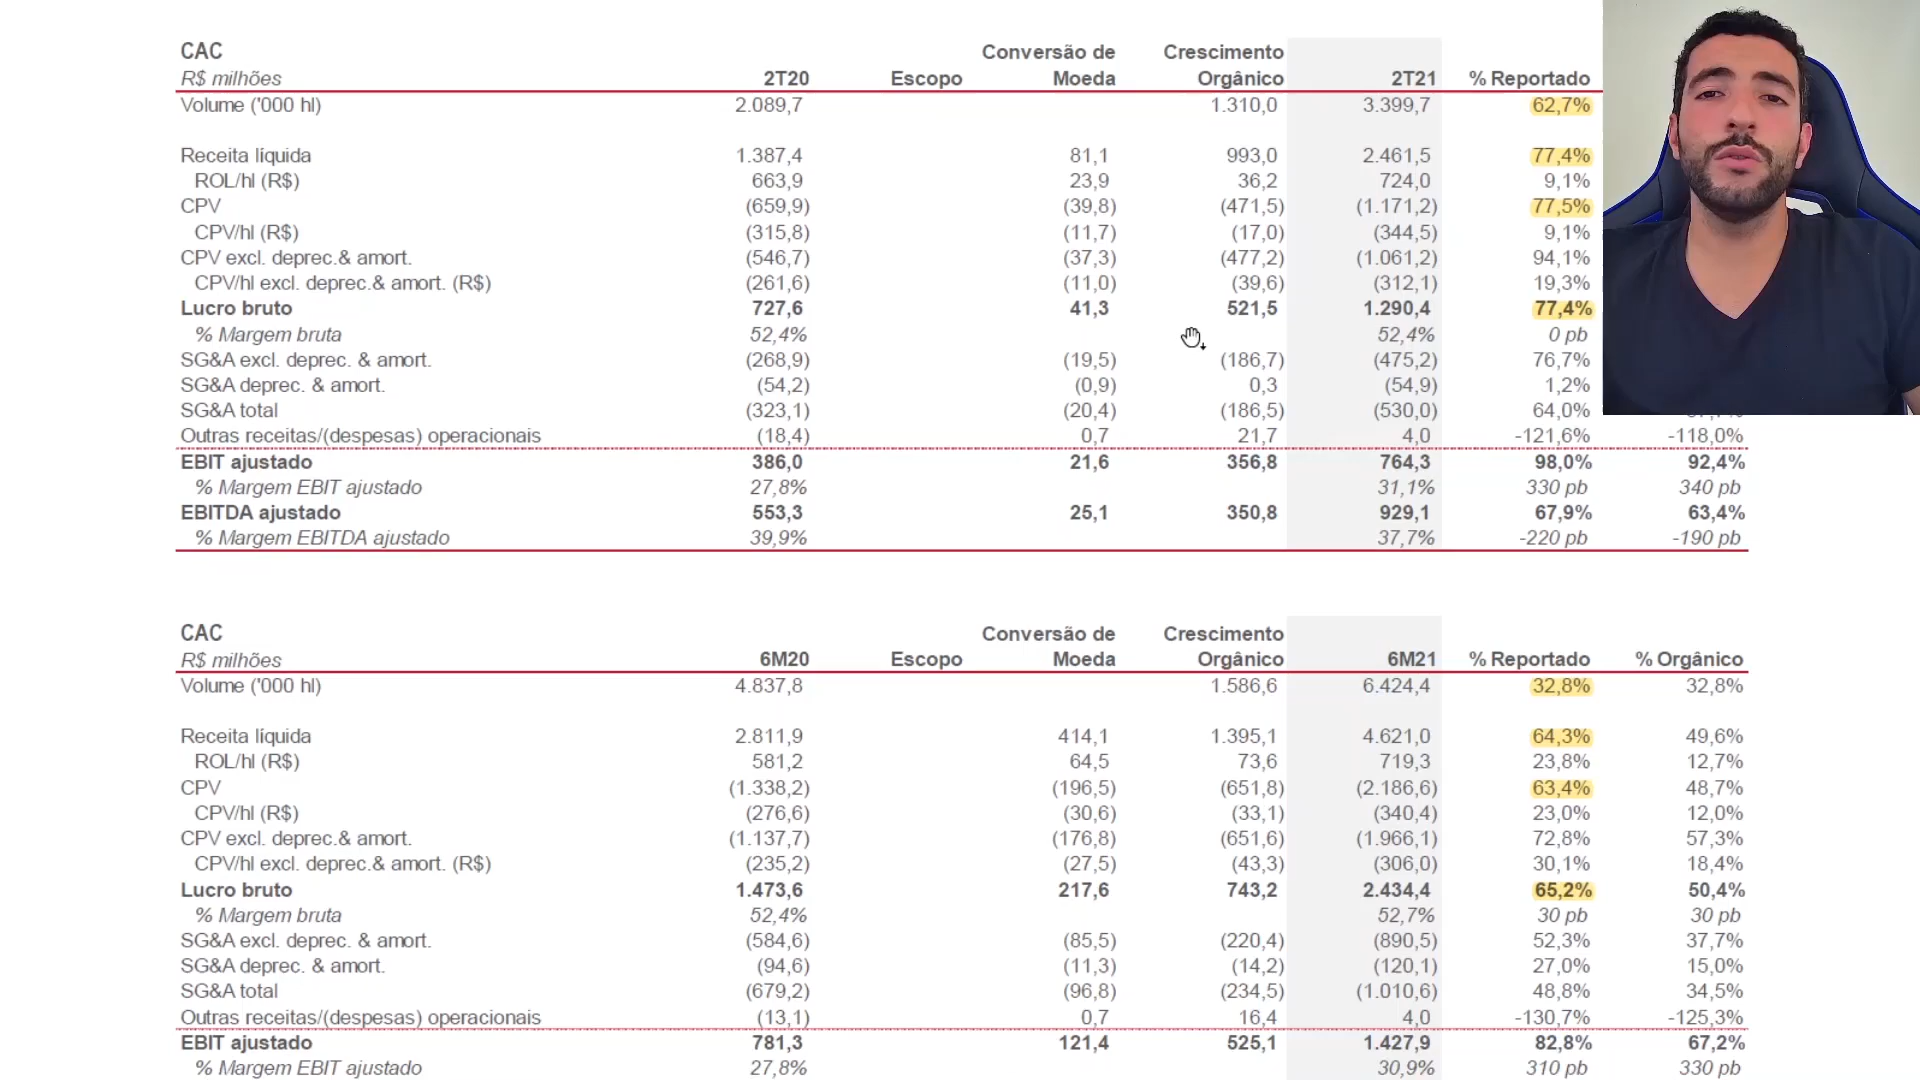 CAC Conversão de Crescimento
R$ milhões 2T20 Escopo Moeda Orgânico 2T21 % Reportado
Volume ('000 hl) 2.089,7 1.310,0 3.399,7 62,7%
Receita líquida 1.387,4 81,1 993,0 2.461,5 77,4%
ROL/hl (R$) 663,9 23,9 36,2 724,0 9,1%
CPV (659,9) (39,8) (471,5) (1.171,2) 77,5%
CPV/hl (R$) (315,8) (11,7) (17,0) (344,5) 9,1%
CPV excl. deprec.& amort. (546,7) (37,3) (477,2) (1.061,2) 94,1%
CPV/hl excl. deprec.& amort. (R$) (261,6) (11,0) (39,6) (312,1) 19,3%
Lucro bruto 727,6 41,3 521,5 1.290,4 77,4%
% Margem bruta 52,4% 52,4% 0 pb
SG&A excl. deprec. & amort. (268,9) (19,5) (186,7) (475,2) 76,7%
SG&A deprec. & amort. (54,2) (0,9) 0,3 (54,9) 1,2%
SG&A total (323,1) (20,4) (186,5) (530,0) 64,0%
Outras receitas/(despesas) operacionais (18,4) 0,7 21,7 4,0 -121,6% -118,0%
EBIT ajustado 386,0 21,6 356,8 764,3 98,0% 92,4%
% Margem EBIT ajustado 27,8% 31,1% 330 pb 340 pb
EBITDA ajustado 553,3 25,1 350,8 929,1 67,9% 63,4%
% Margem EBITDA ajustado 39,9% 37,7% -220 pb -190 pb
CAC Conversão de Crescimento
R$ milhões 6M20 Escopo Moeda Orgânico 6M21 % Reportado % Orgânico
Volume ('000 hl) 4.837,8 1.586,6 6.424,4 32,8% 32,8%
Receita líquida 2.811,9 414,1 1.395,1 4.621,0 64,3% 49,6%
ROL/hl (R$) 581,2 64,5 73,6 719,3 23,8% 12,7%
CPV (1.338,2) (196,5) (651,8) (2.186,6) 63,4% 48,7%
CPV/hl (R$) (276,6) (30,6) (33,1) (340,4) 23,0% 12,0%
CPV excl. deprec.& amort. (1.137,7) (176,8) (651,6) (1.966,1) 72,8% 57,3%
CPV/hl excl. deprec.& amort. (R$) (235,2) (27,5) (43,3) (306,0) 30,1% 18,4%
Lucro bruto 1.473,6 217,6 743,2 2.434,4 65,2% 50,4%
% Margem bruta 52,4% 52,7% 30 pb 30 pb
SG&A excl. deprec. & amort. (584,6) (85,5) (220,4) (890,5) 52,3% 37,7%
SG&A deprec. & amort. (94,6) (11,3) (14,2) (120,1) 27,0% 15,0%
SG&A total (679,2) (96,8) (234,5) (1.010,6) 48,8% 34,5%
Outras receitas/(despesas) operacionais (13,1) 0,7 16,4 4,0 -130,7% -125,3%
EBIT ajustado 781,3 121,4 525,1 1.427,9 82,8% 67,2%
% Margem EBIT ajustado 27,8% 30,9% 310 pb 330 pb